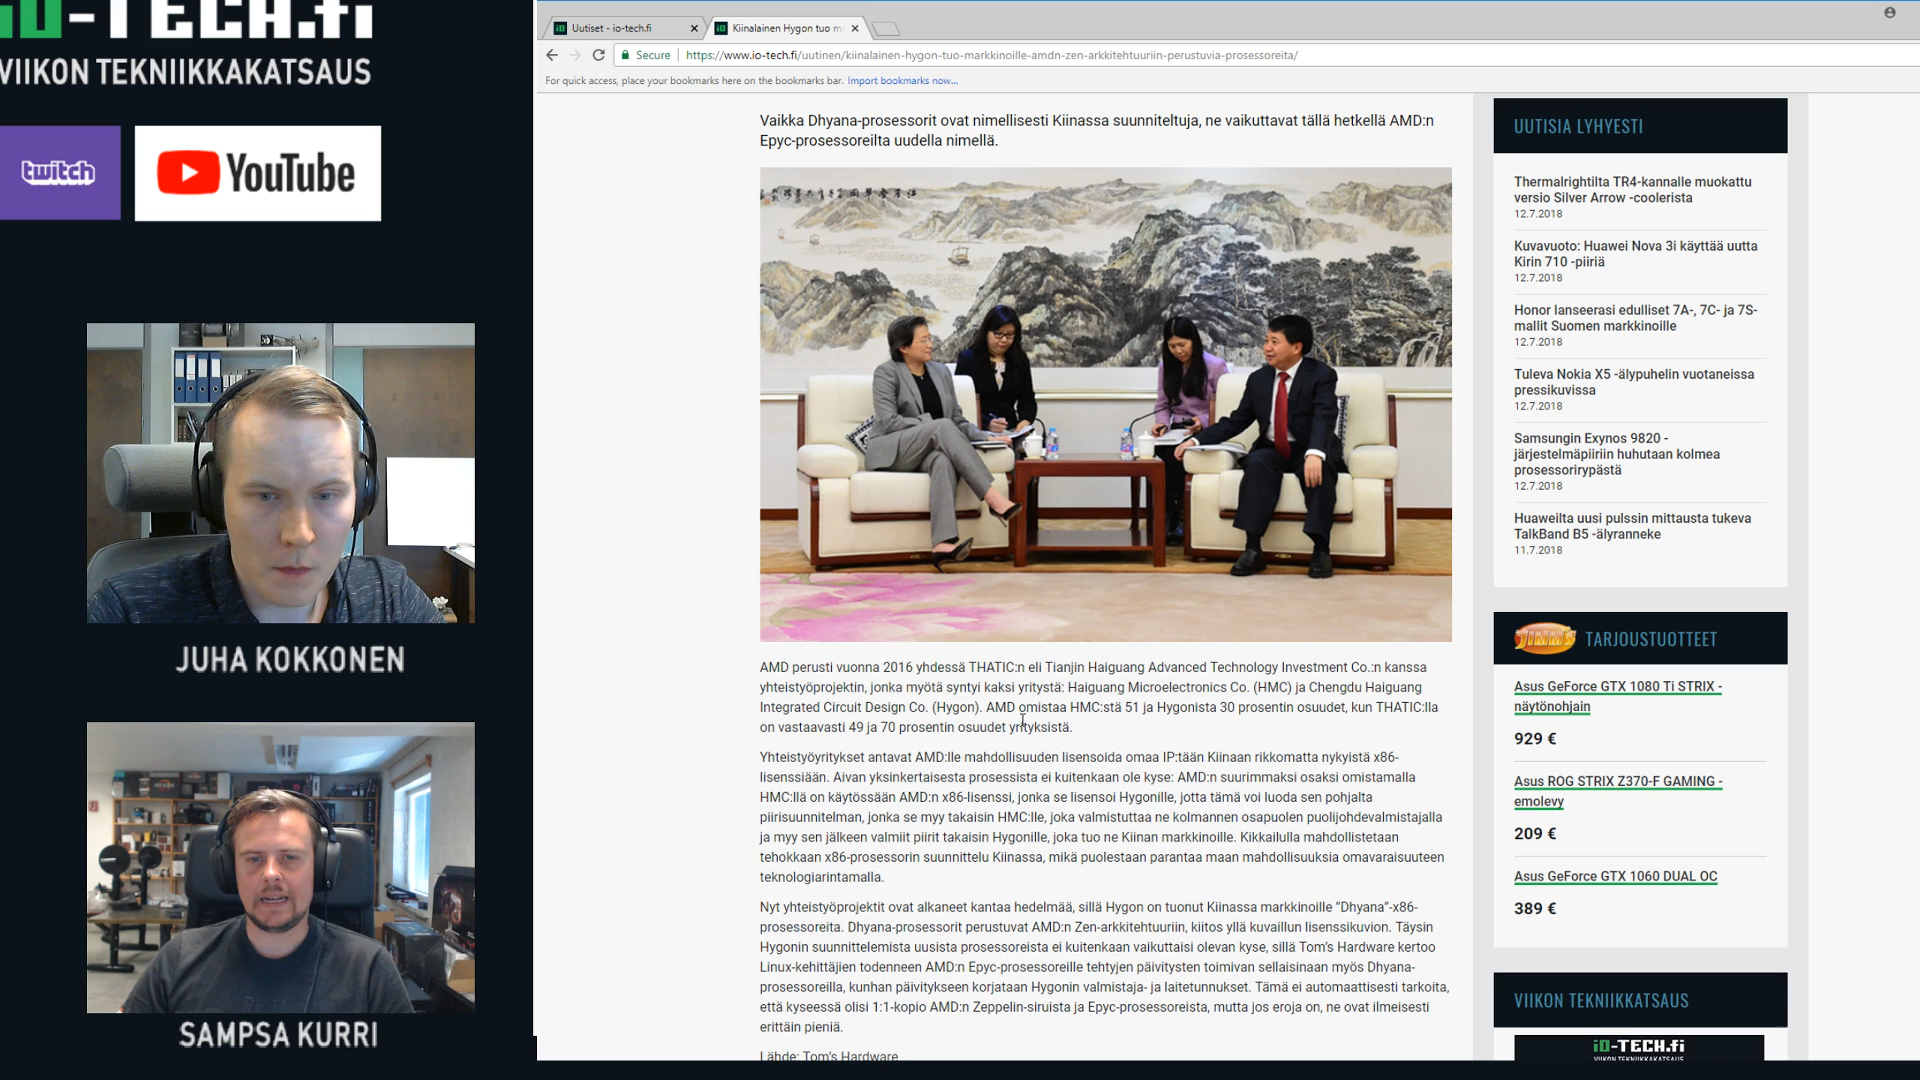 iO-TECH.fi
VIIKON TEKNIIKKAKATSAUS
twitch
YouTube
JUHA KOKKONEN
SAMPSA KURRI
Uutiset - io-tech.fi
Kiinalainen Hygon tuo m
Secure
https://www.io-tech.fi/uutinen/kiinalainen-hygon-tuo-markkinoille-amdn-zen-arkkitehtuuriin-perustuvia-prosessoreita/
For quick access, place your bookmarks here on the bookmarks bar. Import bookmarks now...
Vaikka Dhyana-prosessorit ovat nimellisesti Kiinassa suunniteltuja, ne vaikuttavat tällä hetkellä AMD:n
Epyc-prosessoreilta uudella nimellä.
AMD perusti vuonna 2016 yhdessä THATIC:n eli Tianjin Haiguang Advanced Technology Investment Co.:n kanssa
yhteistyöprojektin, jonka myötä syntyi kaksi yritystä: Haiguang Microelectronics Co. (HMC) ja Chengdu Haiguang
Integrated Circuit Design Co. (Hygon). AMD omistaa HMC:stä 51 ja Hygonista 30 prosentin osuudet, kun THATIC:lla
on vastaavasti 49 ja 70 prosentin osuudet yrityksistä.
Yhteistyöyritykset antavat AMD:lle mahdollisuuden lisensoida omaa IP:tään Kiinaan rikkomatta nykyistä x86-
lisenssiään. Aivan yksinkertaisesta prosessista ei kuitenkaan ole kyse: AMD:n suurimmaksi osaksi omistamalla
HMC:llä on käytössään AMD:n x86-lisenssi, jonka se lisensoi Hygonille, jotta tämä voi luoda sen pohjalta
piirisuunnitelman, jonka se myy takaisin HMC:lle, joka valmistuttaa ne kolmannen osapuolen puolijohdevalmistajalla
ja myy sen jälkeen valmiit piirit takaisin Hygonille, joka tuo ne Kiinan markkinoille. Kikkailulla mahdollistetaan
tehokkaan x86-prosessorin suunnittelu Kiinassa, mikä puolestaan parantaa maan mahdollisuuksia omavaraisuuteen
teknologiarintamalla.
Nyt yhteistyöprojektit ovat alkaneet kantaa hedelmää, sillä Hygon on tuonut Kiinassa markkinoille ”Dhyana”-x86-
prosessoreita. Dhyana-prosessorit perustuvat AMD:n Zen-arkkitehtuuriin, kiitos yllä kuvaillun lisenssikuvion. Täysin
Hygonin suunnittelemista uusista prosessoreista ei kuitenkaan vaikuttaisi olevan kyse, sillä Tom’s Hardware kertoo
Linux-kehittäjien todenneen AMD:n Epyc-prosessoreille tehtyjen päivitysten toimivan sellaisinaan myös Dhyana-
prosessoreilla, kunhan päivitykseen korjataan Hygonin valmistaja- ja laitetunnukset. Tämä ei automaattisesti tarkoita,
että kyseessä olisi 1:1-kopio AMD:n Zeppelin-siruista ja Epyc-prosessoreista, mutta jos eroja on, ne ovat ilmeisesti
erittäin pieniä.
Lähde: Tom’s Hardware
UUTISIA LYHYESTI
Thermalrightilta TR4-kannalle muokattu
versio Silver Arrow -coolerista
12.7.2018
Kuvavuoto: Huawei Nova 3i käyttää uutta
Kirin 710 -piiriä
12.7.2018
Honor lanseerasi edulliset 7A-, 7C- ja 7S-
mallit Suomen markkinoille
12.7.2018
Tuleva Nokia X5 -älypuhelin vuotaneissa
pressikuvissa
12.7.2018
Samsungin Exynos 9820 -
järjestelmäpiiriin huhutaan kolmea
prosessorirypästä
12.7.2018
Huaweilta uusi pulssin mittausta tukeva
TalkBand B5 -älyranneke
11.7.2018
JIMMS TARJOUSTUOTTEET
Asus GeForce GTX 1080 Ti STRIX -
näytönohjain
929 €
Asus ROG STRIX Z370-F GAMING -
emolevy
209 €
Asus GeForce GTX 1060 DUAL OC
389 €
VIIKON TEKNIIKKAKATSAUS
iO-TECH.fi
VIIKON TEKNIIKKAKATSAUS